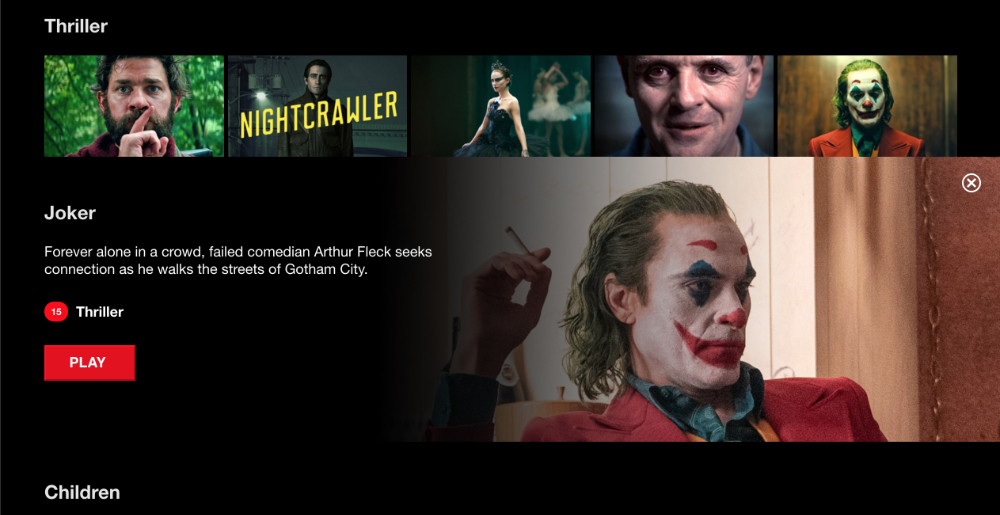 Thriller
NIGHTCRAWLER
Joker
Forever alone in a crowd, failed comedian Arthur Fleck seeks
connection as he walks the streets of Gotham City.
15 Thriller
PLAY
Children